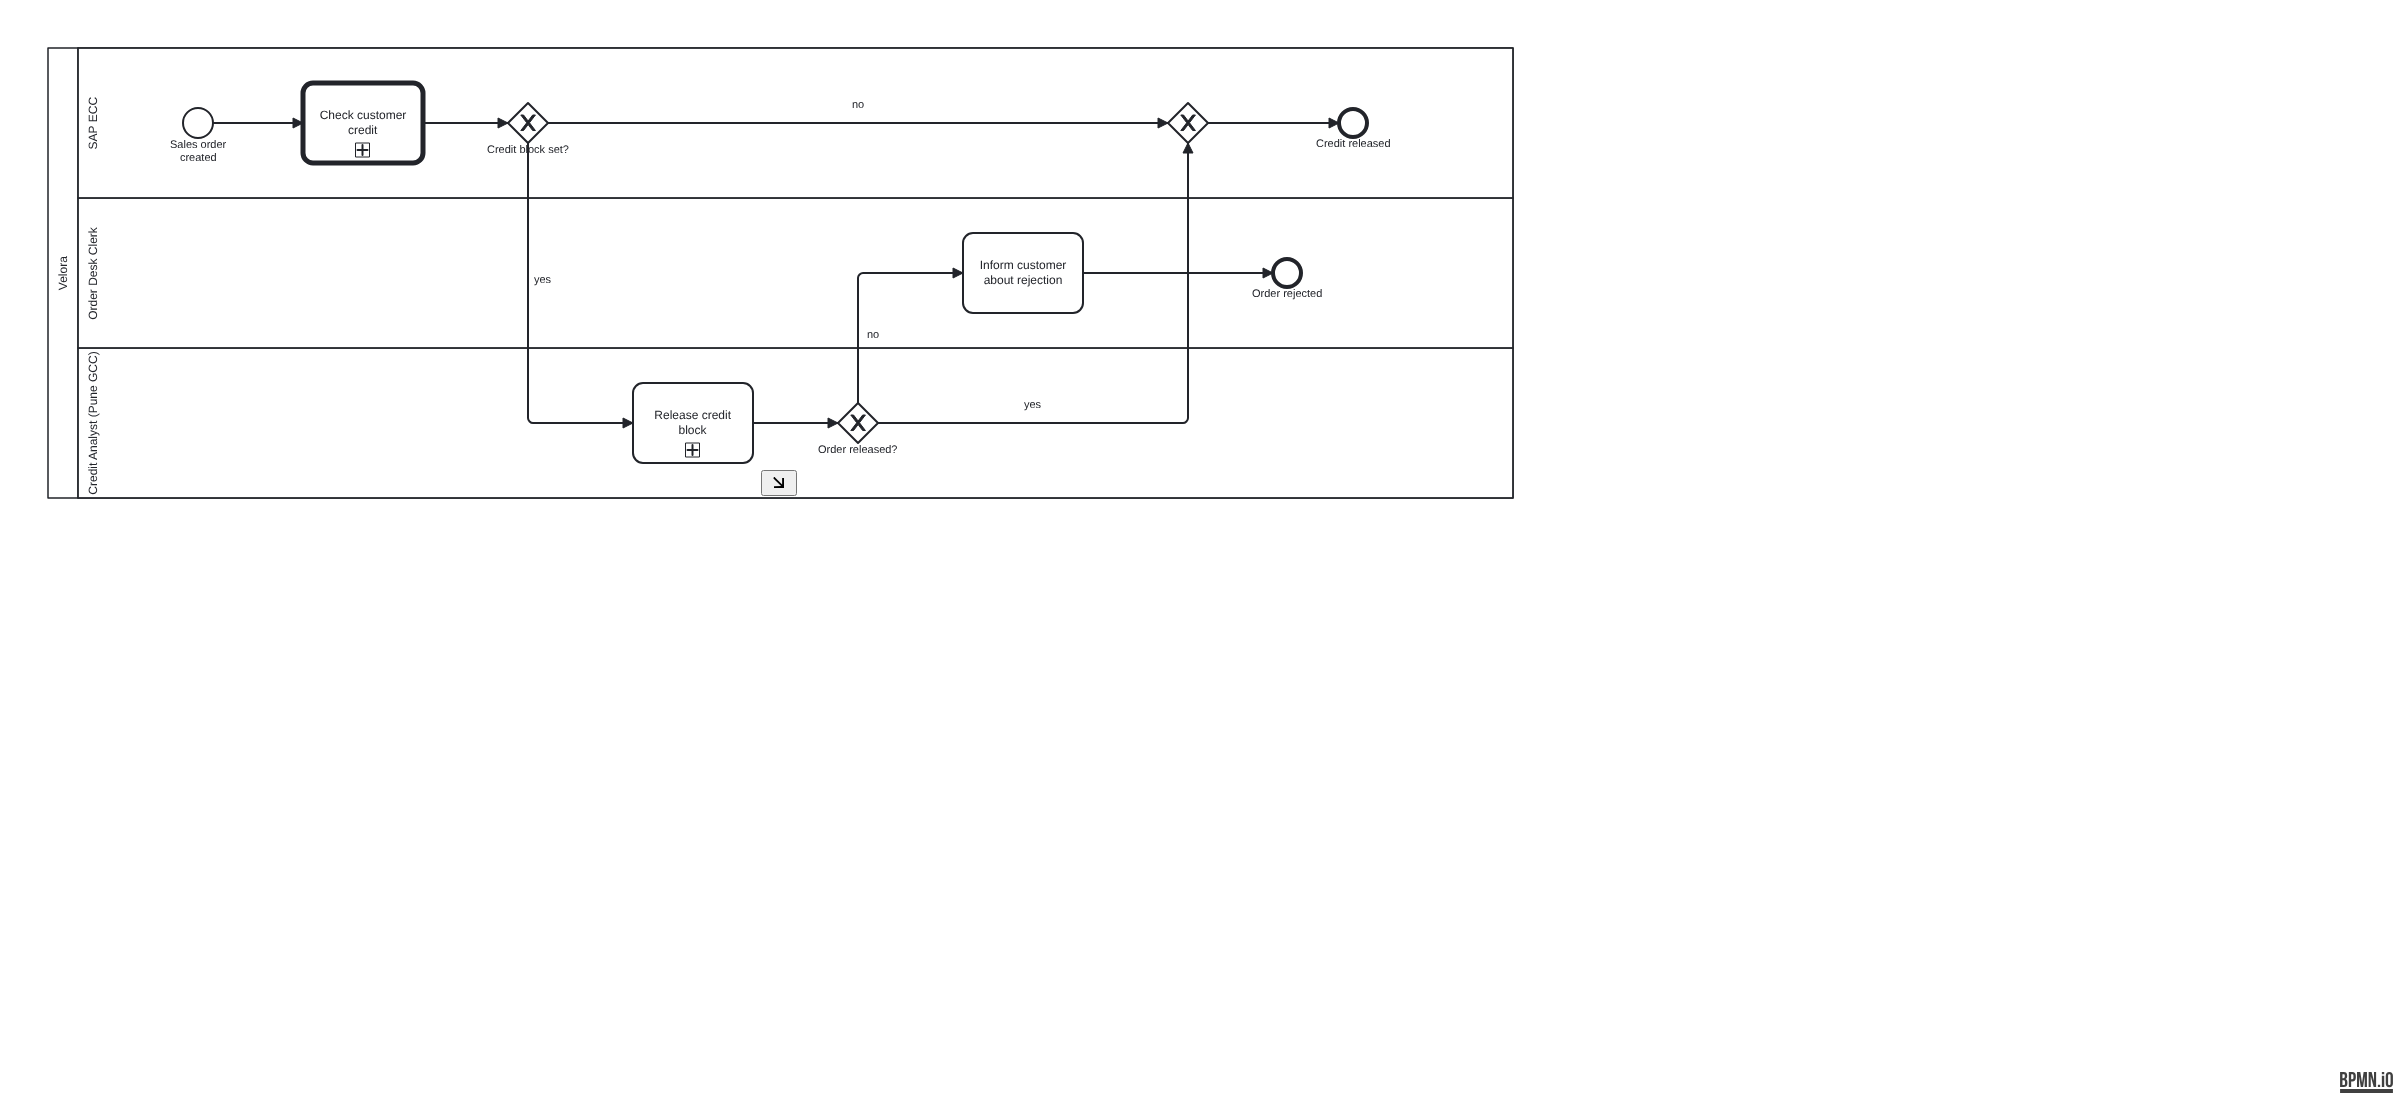 Velora
SAP ECC
Sales order
created
Check customer
credit
Credit block set?
no
Credit released
Order Desk Clerk
yes
Inform customer
about rejection
Order rejected
no
Credit Analyst (Pune GCC)
Release credit
block
Order released?
yes
BPMN.iO